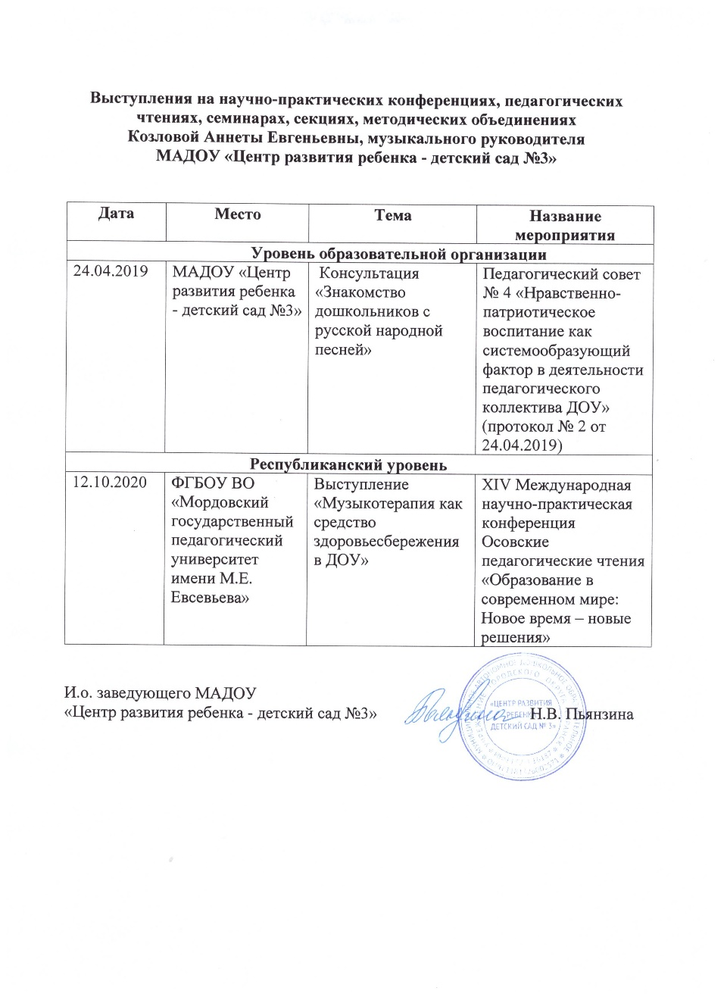 Выступления на научно-практических конференциях, педагогических
чтениях, семинарах, секциях, методических объединениях
Козловой Аннеты Евгеньевны, музыкального руководителя
МАДОУ «Центр развития ребенка - детский сад №3»
Дата Место Тема Название
мероприятия
Уровень образовательной организации
24.04.2019
МАДОУ «Центр
развития ребенка
- детский сад №3»
Консультация
«Знакомство
дошкольников с
русской народной
песней»
Педагогический совет
№ 4 «Нравственно-
патриотическое
воспитание как
системообразующий
фактор в деятельности
педагогического
коллектива ДОУ»
(протокол № 2 от
24.04.2019)
Республиканский уровень
12.10.2020
ФГБОУ ВО
«Мордовский
государственный
педагогический
университет
имени М.Е.
Евсевьева»
Выступление
«Музыкотерапия как
средство
здоровьесбережения
в ДОУ»
XIV Международная
научно-практическая
конференция
Осовские
педагогические чтения
«Образование в
современном мире:
Новое время – новые
решения»
И.о. заведующего МАДОУ
«Центр развития ребенка - детский сад №3»
Н.В. Пьянзина
«ЦЕНТР РАЗВИТИЯ
ДЕТСКИЙ САД № 3»